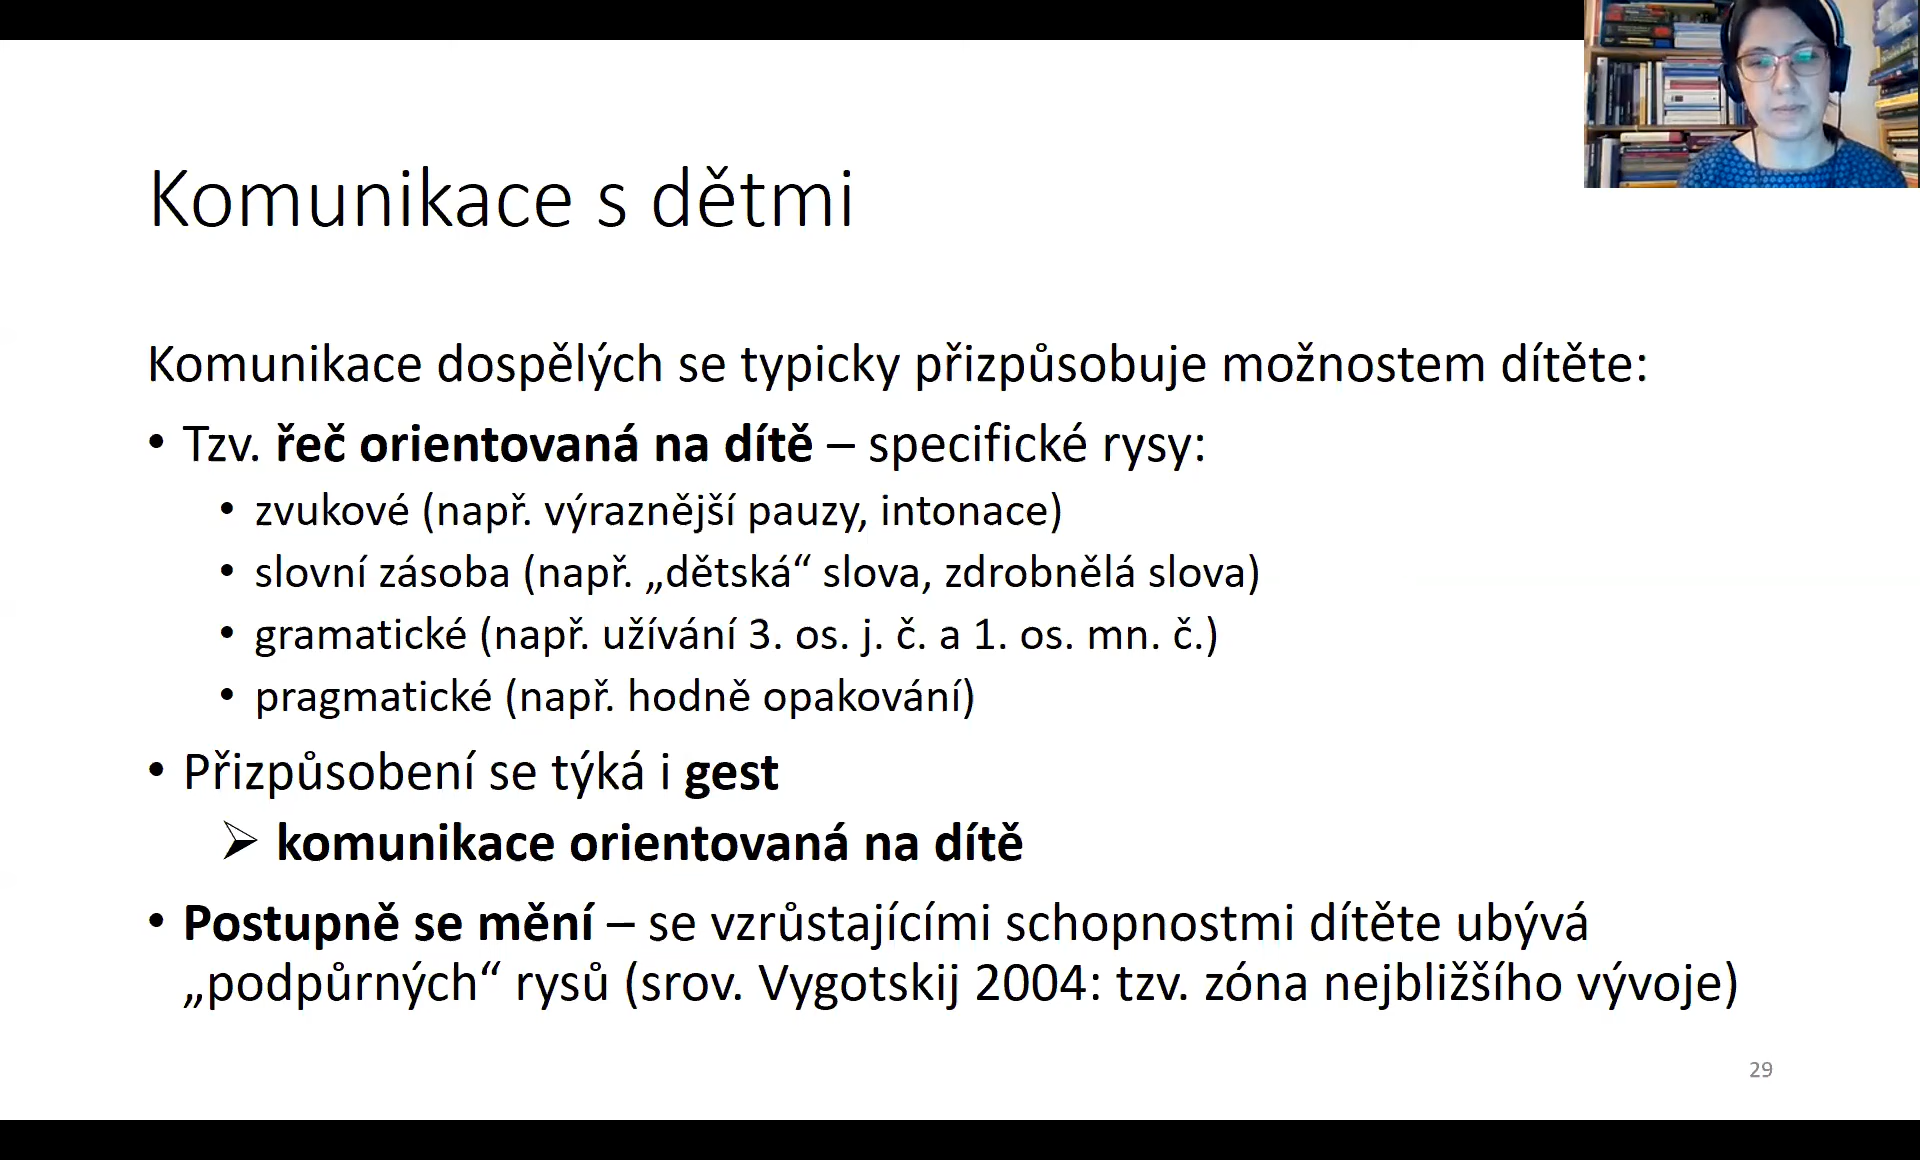 Komunikace s dětmi
Komunikace dospělých se typicky přizpůsobuje možnostem dítěte:
• Tzv. řeč orientovaná na dítě – specifické rysy:
• zvukové (např. výraznější pauzy, intonace)
• slovní zásoba (např. „dětská“ slova, zdrobnělá slova)
• gramatické (např. užívání 3. os. j. č. a 1. os. mn. č.)
• pragmatické (např. hodně opakování)
• Přizpůsobení se týká i gest
➢ komunikace orientovaná na dítě
• Postupně se mění – se vzrůstajícími schopnostmi dítěte ubývá
„podpůrných“ rysů (srov. Vygotskij 2004: tzv. zóna nejbližšího vývoje)
29